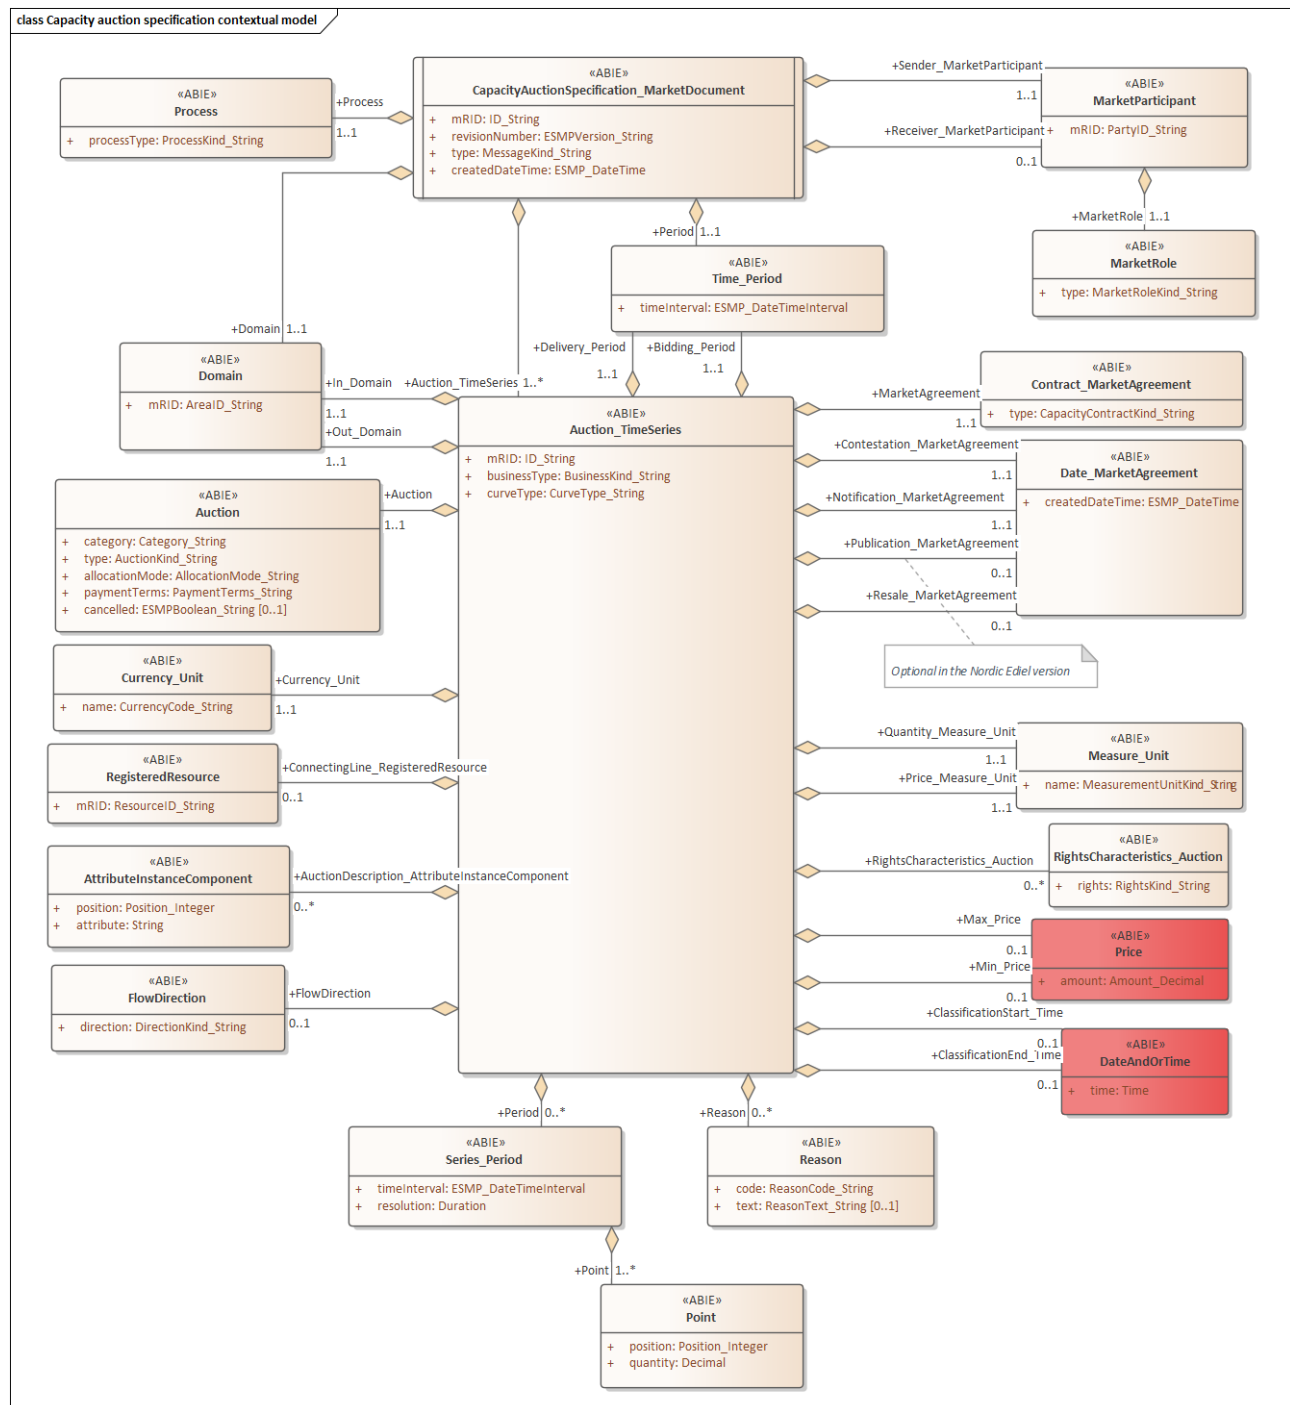 class Capacity auction specification contextual model
«ABIE»
CapacityAuctionSpecification_MarketDocument
+ mRID: ID_String
+ revisionNumber: ESMPVersion_String
+ type: MessageKind_String
+ createdDateTime: ESMP_DateTime
«ABIE»
Process
+ processType: ProcessKind_String
+Process
1..1
+Sender_MarketParticipant
1..1
+Receiver_MarketParticipant
0..1
«ABIE»
MarketParticipant
+ mRID: PartyID_String
+MarketRole 1..1
«ABIE»
MarketRole
+ type: MarketRoleKind_String
+Period 1..1
«ABIE»
Time_Period
+ timeInterval: ESMP_DateTimeInterval
+Delivery_Period
1..1
+Bidding_Period
1..1
+Domain 1..1
«ABIE»
Domain
+ mRID: AreaID_String
+In_Domain
1..1
+Out_Domain
1..1
+Auction_TimeSeries 1..*
«ABIE»
Auction_TimeSeries
+ mRID: ID_String
+ businessType: BusinessKind_String
+ curveType: CurveType_String
+MarketAgreement
1..1
«ABIE»
Contract_MarketAgreement
+ type: CapacityContractKind_String
+Contestation_MarketAgreement
1..1
+Notification_MarketAgreement
1..1
+Publication_MarketAgreement
0..1
+Resale_MarketAgreement
0..1
«ABIE»
Date_MarketAgreement
+ createdDateTime: ESMP_DateTime
Optional in the Nordic Ediel version
«ABIE»
Auction
+ category: Category_String
+ type: AuctionKind_String
+ allocationMode: AllocationMode_String
+ paymentTerms: PaymentTerms_String
+ cancelled: ESMPBoolean_String [0..1]
+Auction
1..1
«ABIE»
Currency_Unit
+ name: CurrencyCode_String
+Currency_Unit
1..1
«ABIE»
RegisteredResource
+ mRID: ResourceID_String
+ConnectingLine_RegisteredResource
0..1
+Quantity_Measure_Unit
1..1
+Price_Measure_Unit
1..1
«ABIE»
Measure_Unit
+ name: MeasurementUnitKind_String
«ABIE»
AttributeInstanceComponent
+ position: Position_Integer
+ attribute: String
+AuctionDescription_AttributeInstanceComponent
0..*
+RightsCharacteristics_Auction
0..*
«ABIE»
RightsCharacteristics_Auction
+ rights: RightsKind_String
+Max_Price
0..1
+Min_Price
0..1
«ABIE»
Price
+ amount: Amount_Decimal
«ABIE»
FlowDirection
+ direction: DirectionKind_String
+FlowDirection
0..1
+ClassificationStart_Time
0..1
+ClassificationEnd_Time
0..1
«ABIE»
DateAndOrTime
+ time: Time
+Period 0..*
«ABIE»
Series_Period
+ timeInterval: ESMP_DateTimeInterval
+ resolution: Duration
+Reason 0..*
«ABIE»
Reason
+ code: ReasonCode_String
+ text: ReasonText_String [0..1]
+Point 1..*
«ABIE»
Point
+ position: Position_Integer
+ quantity: Decimal